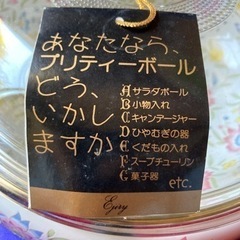 あなたなら、
プリティーボール
どう、
いかし
ますか
Aサラダボール
B小物入れ
Cキャンデージャー
Dひやむぎの器
Eくだもの入れ
Fスープチューリン
G菓子器
etc.